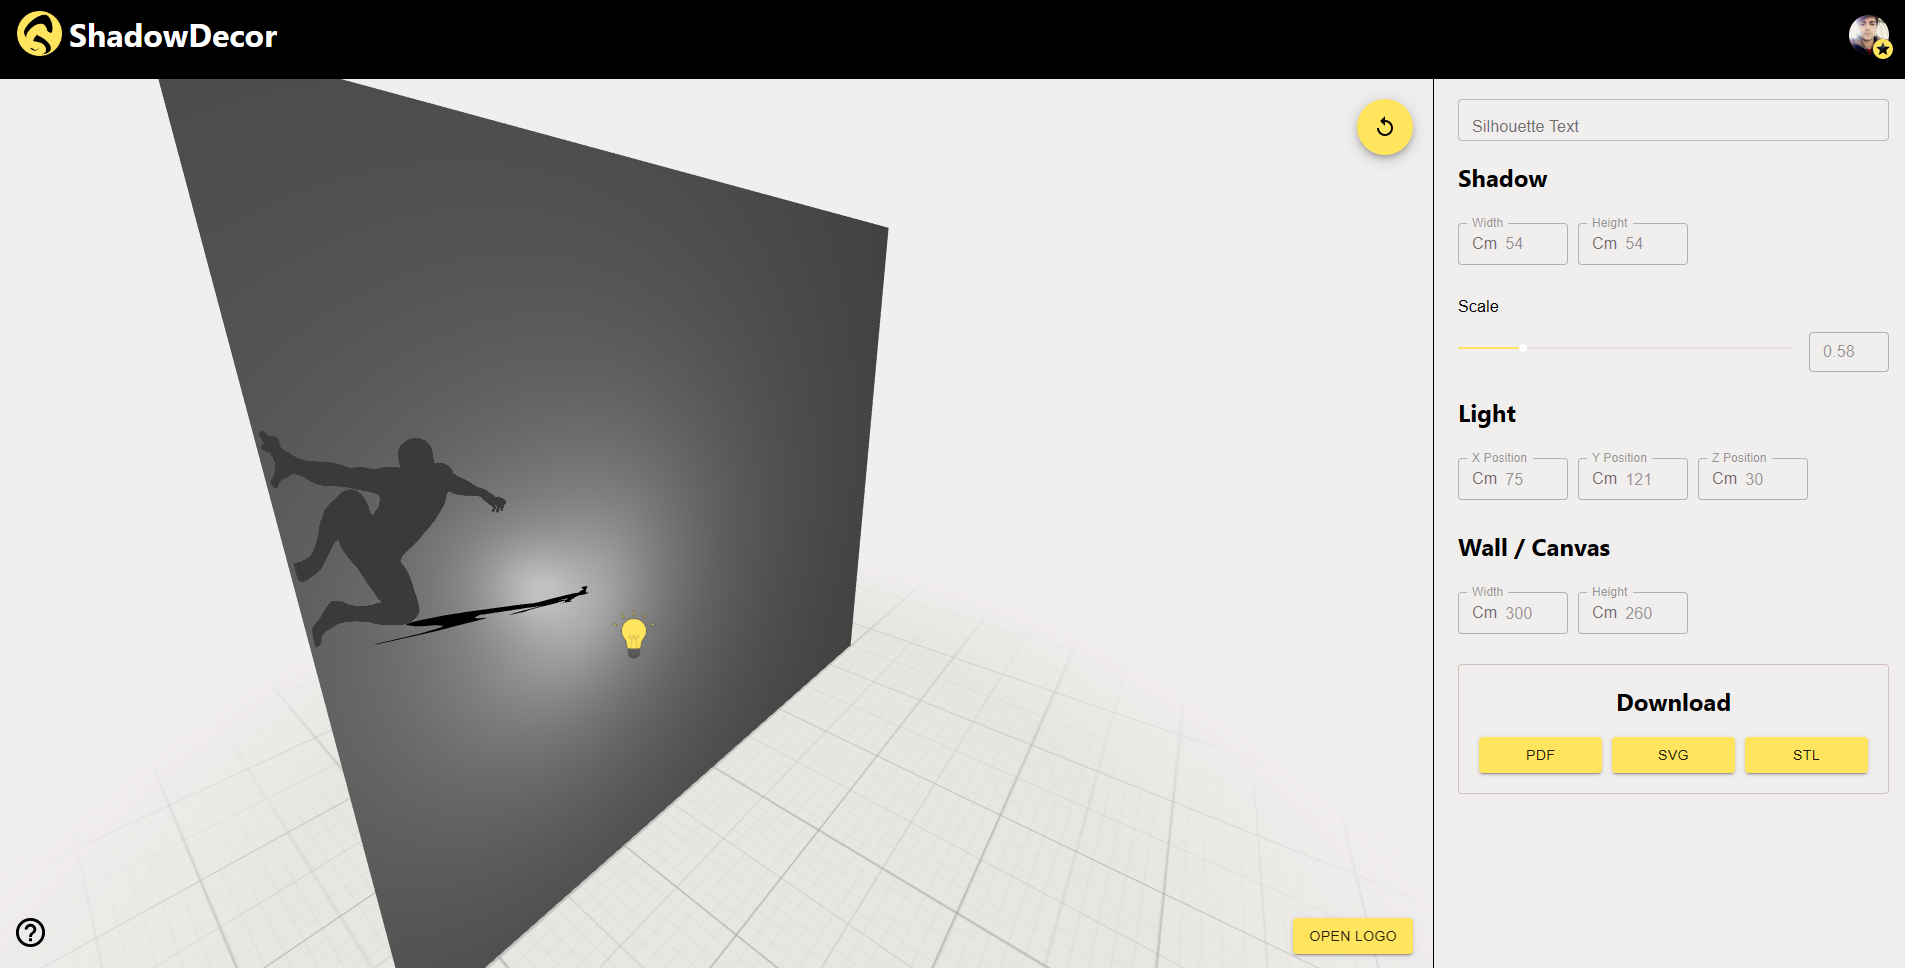 ShadowDecor
Silhouette Text
Shadow
Width Height
Cm 54 Cm 54
Scale
0.58
Light
X Position Y Position Z Position
Cm 75 Cm 121 Cm 30
Wall / Canvas
Width Height
Cm 300 Cm 260
Download
PDF SVG STL
OPEN LOGO